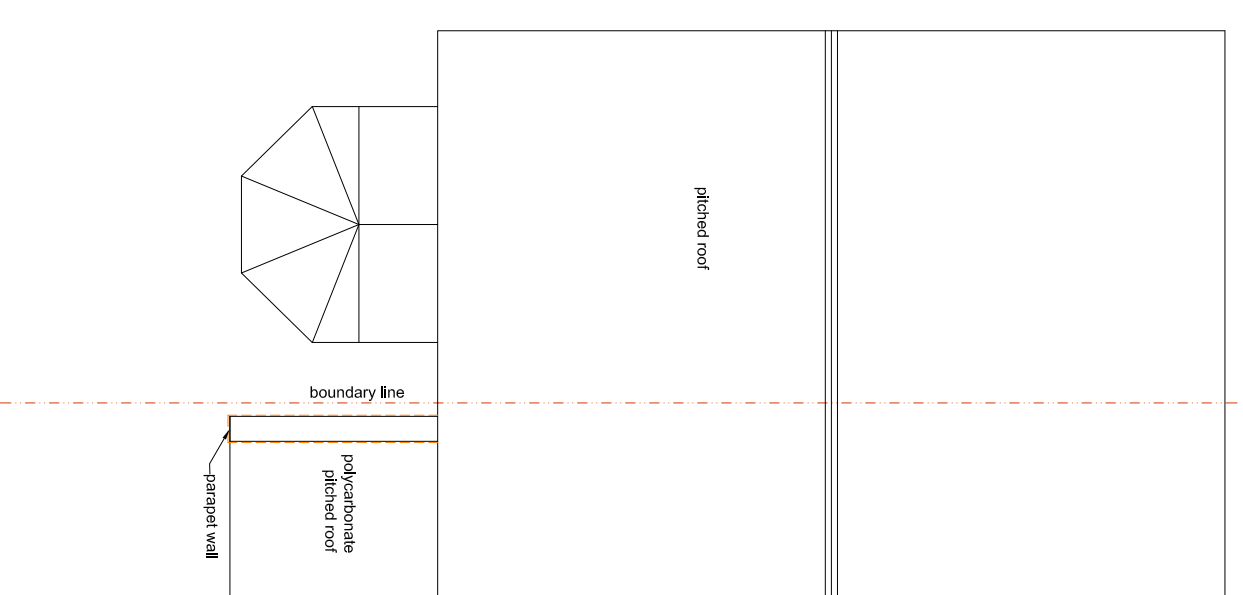 pitched roof
boundary line
polycarbonate
pitched roof
parapet wall